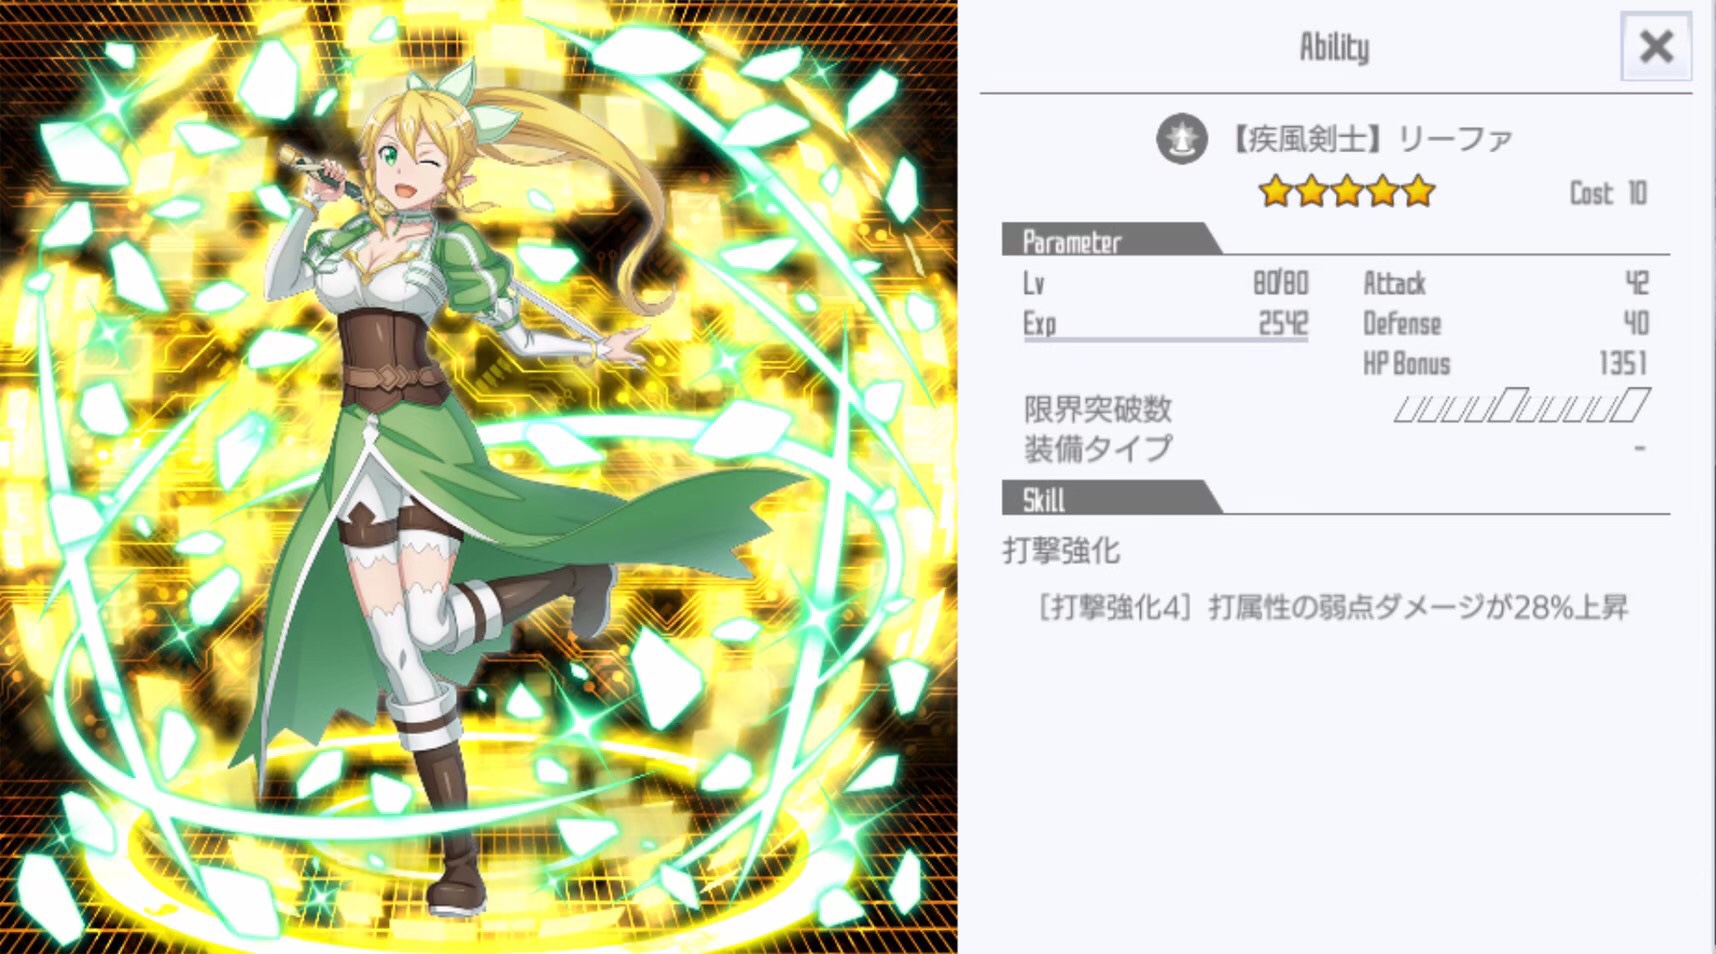 Ability
【疾風剣士】リーファ
Cost 10
Parameter
Lv 80/80
Exp 2542
Attack 42
Defense 40
HP Bonus 1351
限界突破数
装備タイプ -
Skill
打撃強化
［打撃強化4］打属性の弱点ダメージが28%上昇